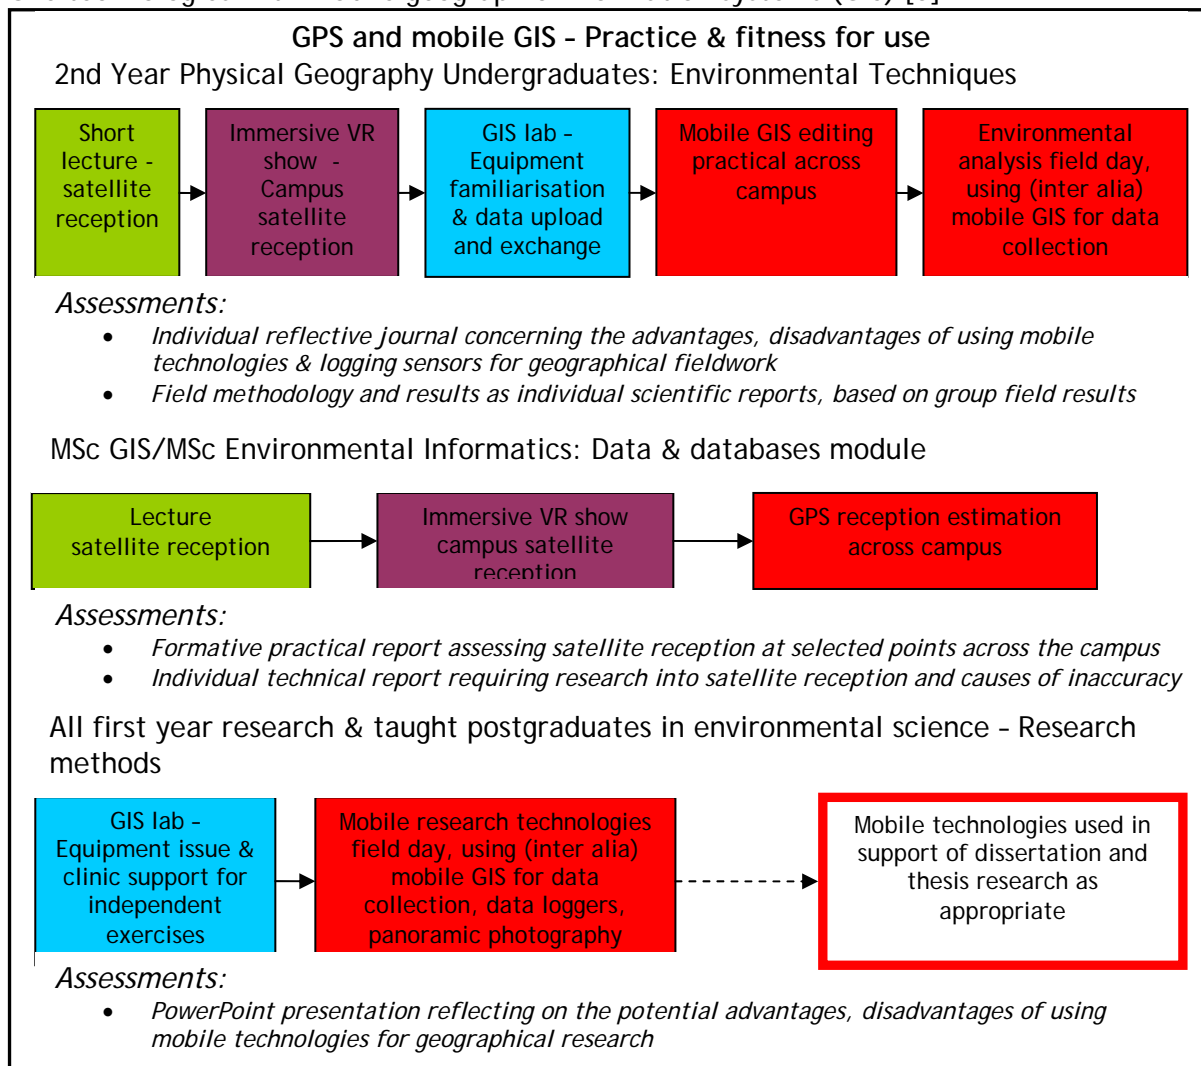 GPS and mobile GIS – Practice & fitness for use
2nd Year Physical Geography Undergraduates: Environmental Techniques
Short
lecture -
satellite
reception
Immersive VR
show -
Campus
satellite
reception
GIS lab –
Equipment
familiarisation
& data upload
and exchange
Mobile GIS editing
practical across
campus
Environmental
analysis field day,
using (inter alia)
mobile GIS for data
collection
Assessments:
• Individual reflective journal concerning the advantages, disadvantages of using mobile
technologies & logging sensors for geographical fieldwork
• Field methodology and results as individual scientific reports, based on group field results
MSc GIS/MSc Environmental Informatics: Data & databases module
Lecture
satellite reception
Immersive VR show
campus satellite
reception
GPS reception estimation
across campus
Assessments:
• Formative practical report assessing satellite reception at selected points across the campus
• Individual technical report requiring research into satellite reception and causes of inaccuracy
All first year research & taught postgraduates in environmental science – Research
methods
GIS lab –
Equipment issue &
clinic support for
independent
exercises
Mobile research technologies
field day, using (inter alia)
mobile GIS for data
collection, data loggers,
panoramic photography
Mobile technologies used in
support of dissertation and
thesis research as
appropriate
Assessments:
• PowerPoint presentation reflecting on the potential advantages, disadvantages of using
mobile technologies for geographical research